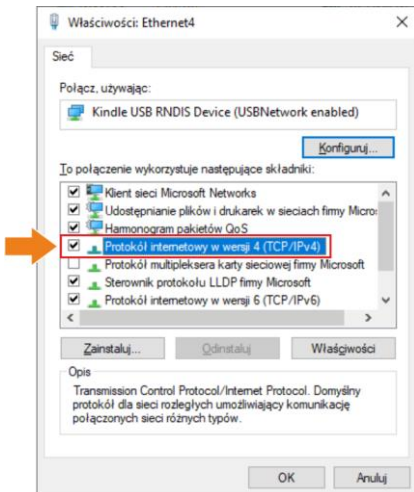 Właściwości: Ethernet4
Sieć
Połącz, używając:
Kindle USB RNDIS Device (USBNetwork enabled)
Konfiguruj...
To połączenie wykorzystuje następujące składniki:
Klient sieci Microsoft Networks
Udostępnianie plików i drukarek w sieciach firmy Micro
Harmonogram pakietów QoS
Protokół internetowy w wersji 4 (TCP/IPv4)
Protokół multipleksera karty sieciowej firmy Microsoft
Sterownik protokołu LLDP firmy Microsoft
Protokół internetowy w wersji 6 (TCP/IPv6)
Zainstaluj... Odinstaluj Właściwości
Opis
Transmission Control Protocol/Internet Protocol. Domyślny
protokół dla sieci rozległych umożliwiający komunikację
połączonych sieci różnych typów.
OK Anuluj